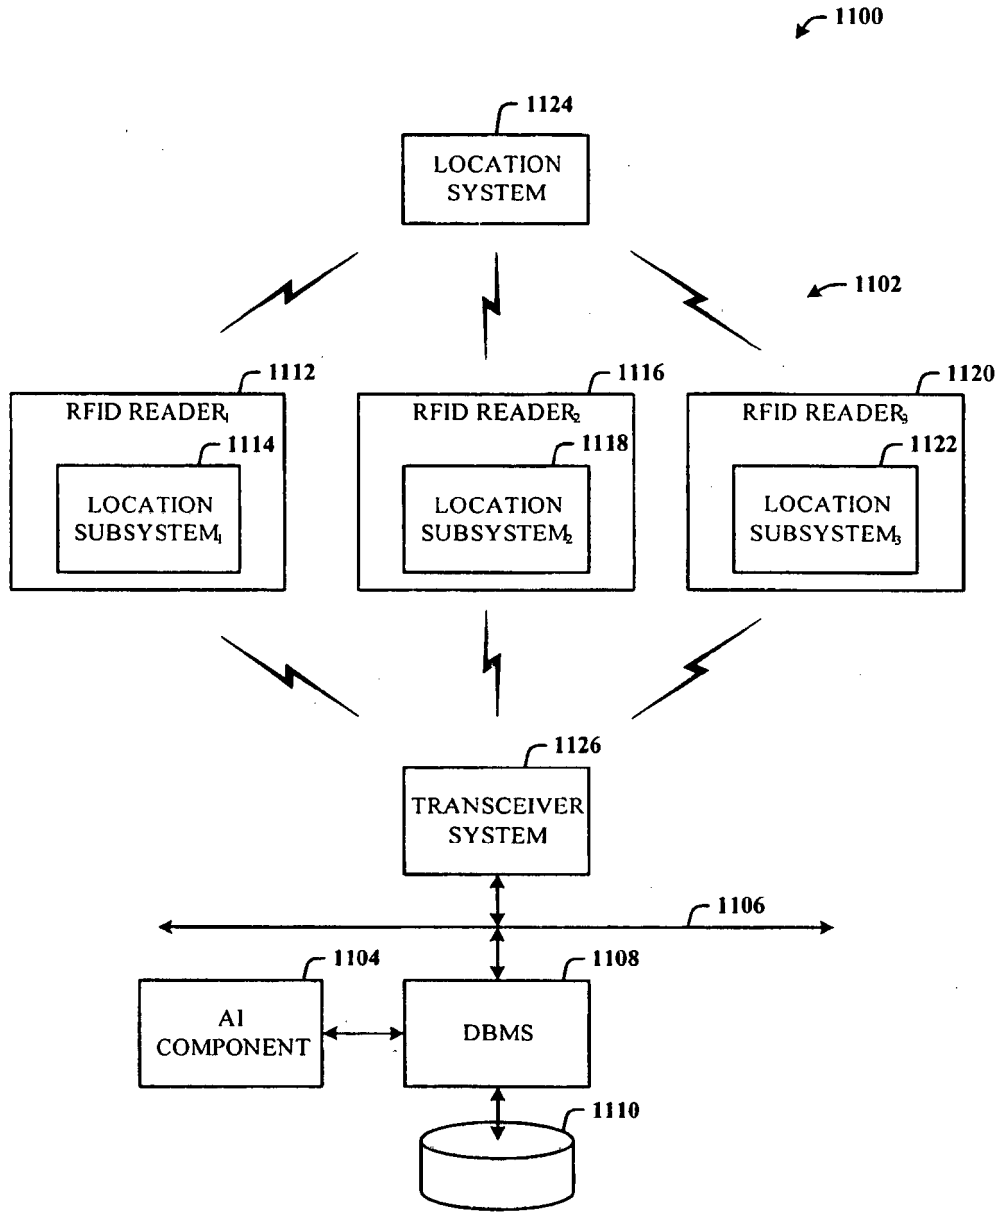 1100
1124
LOCATION
SYSTEM
1102
1112
1116
1120
RFID READER1
RFID READER2
RFID READER3
1114
1118
1122
LOCATION
SUBSYSTEM1
LOCATION
SUBSYSTEM2
LOCATION
SUBSYSTEM3
1126
TRANSCEIVER
SYSTEM
1106
1104
1108
AI
COMPONENT
DBMS
1110